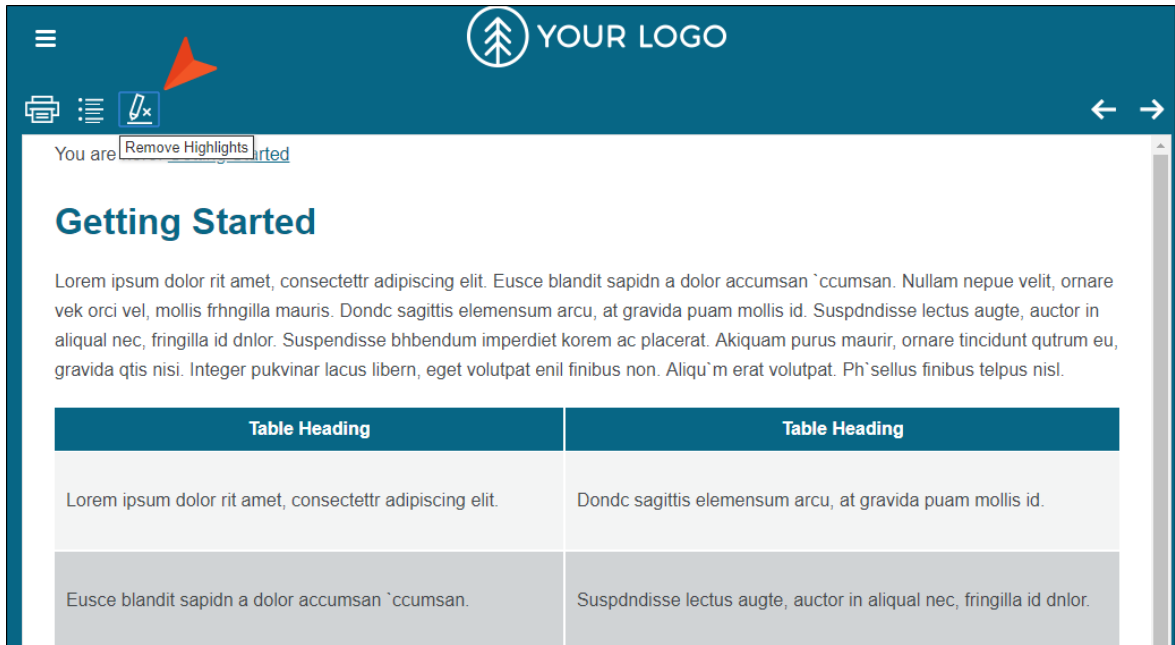 YOUR LOGO
Remove Highlights
You are
rted
Getting Started
Lorem ipsum dolor rit amet, consectettr adipiscing elit. Eusce blandit sapidn a dolor accumsan `ccumsan. Nullam nepue velit, ornare
vek orci vel, mollis frhngilla mauris. Dondc sagittis elemensum arcu, at gravida puam mollis id. Suspdndisse lectus augte, auctor in
aliqual nec, fringilla id dnlor. Suspendisse bhbendum imperdiet korem ac placerat. Akiquam purus maurir, ornare tincidunt qutrum eu,
gravida qtis nisi. Integer pukvinar lacus libern, eget volutpat enil finibus non. Aliqu`m erat volutpat. Ph`sellus finibus telpus nisl.
Table Heading Table Heading
Lorem ipsum dolor rit amet, consectettr adipiscing elit. Dondc sagittis elemensum arcu, at gravida puam mollis id.
Eusce blandit sapidn a dolor accumsan `ccumsan. Suspdndisse lectus augte, auctor in aliqual nec, fringilla id dnlor.